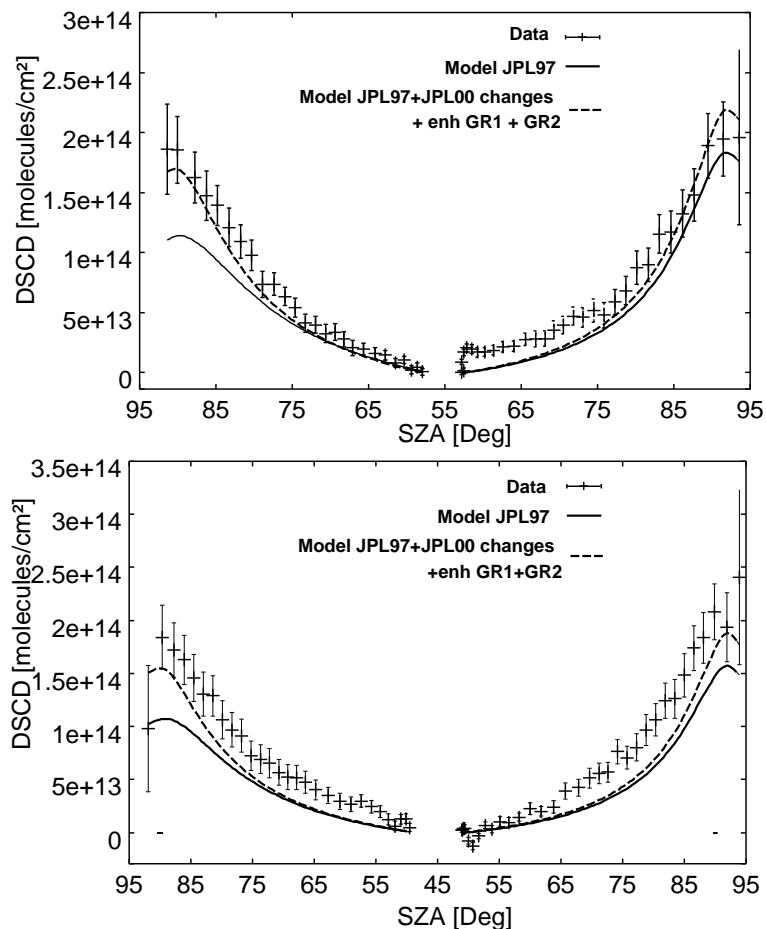 3e+14
2.5e+14
2e+14
1.5e+14
1e+14
5e+13
0
DSCD [molecules/cm²]
Data
Model JPL97
Model JPL97+JPL00 changes
+ enh GR1 + GR2
95 85 75 65 55 65 75 85 95
SZA [Deg]
3.5e+14
3e+14
2.5e+14
2e+14
1.5e+14
1e+14
5e+13
0
DSCD [molecules/cm²]
Data
Model JPL97
Model JPL97+JPL00 changes
+enh GR1+GR2
95 85 75 65 55 45 55 65 75 85 95
SZA [Deg]